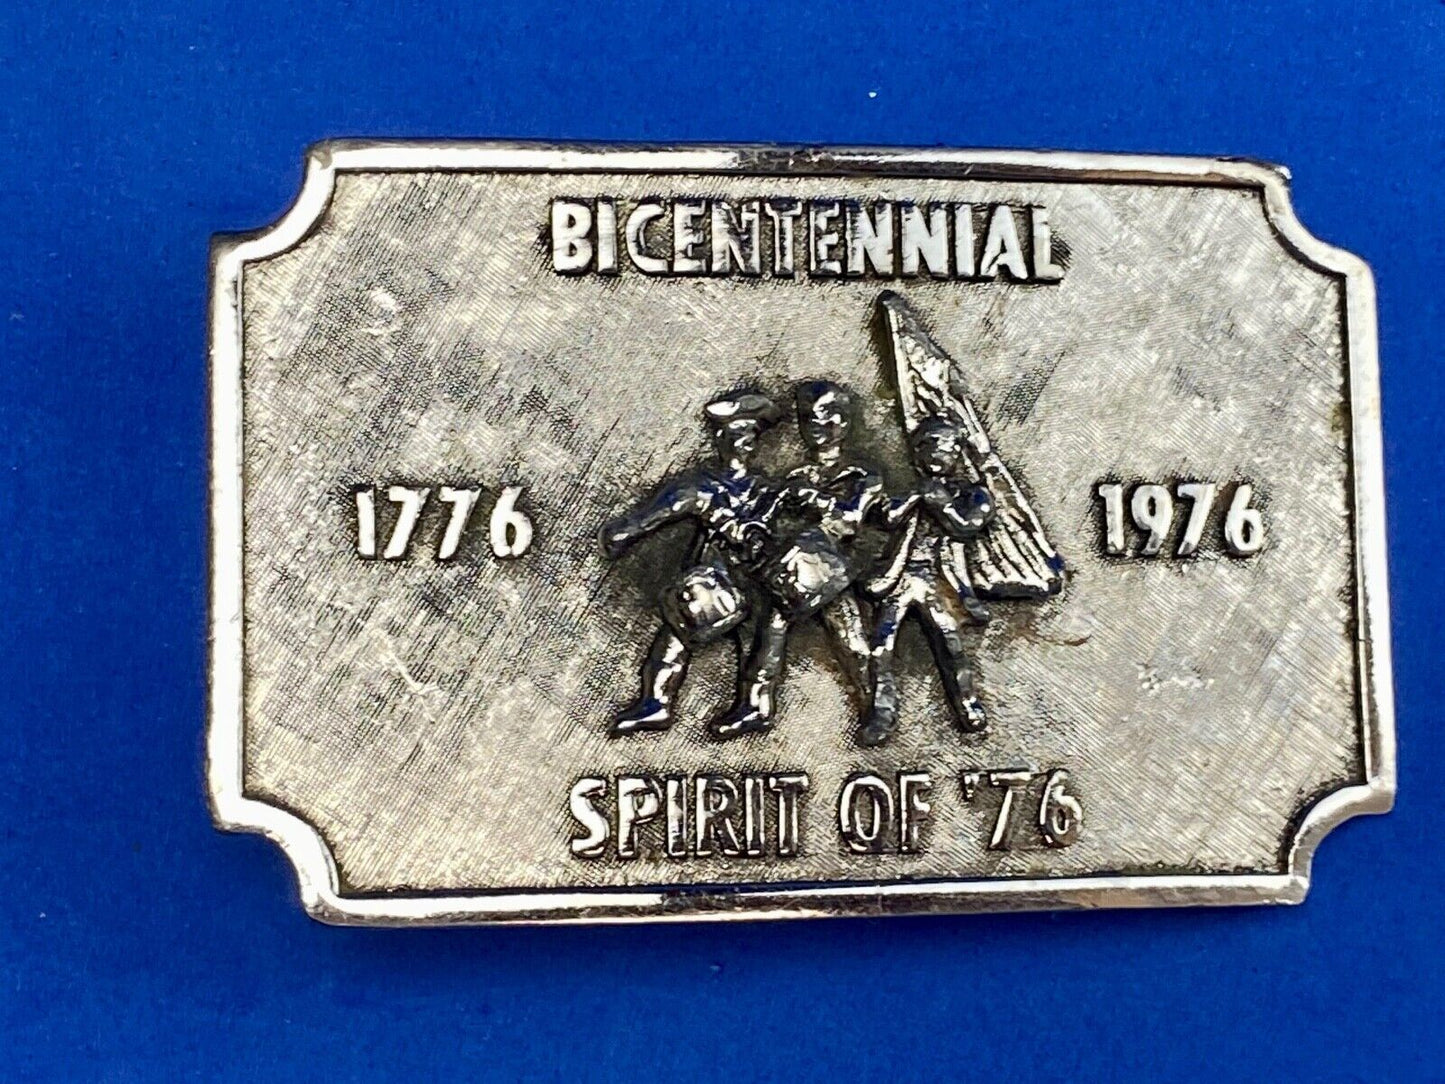 BICENTENNIAL
1776 1976
SPIRIT OF '76